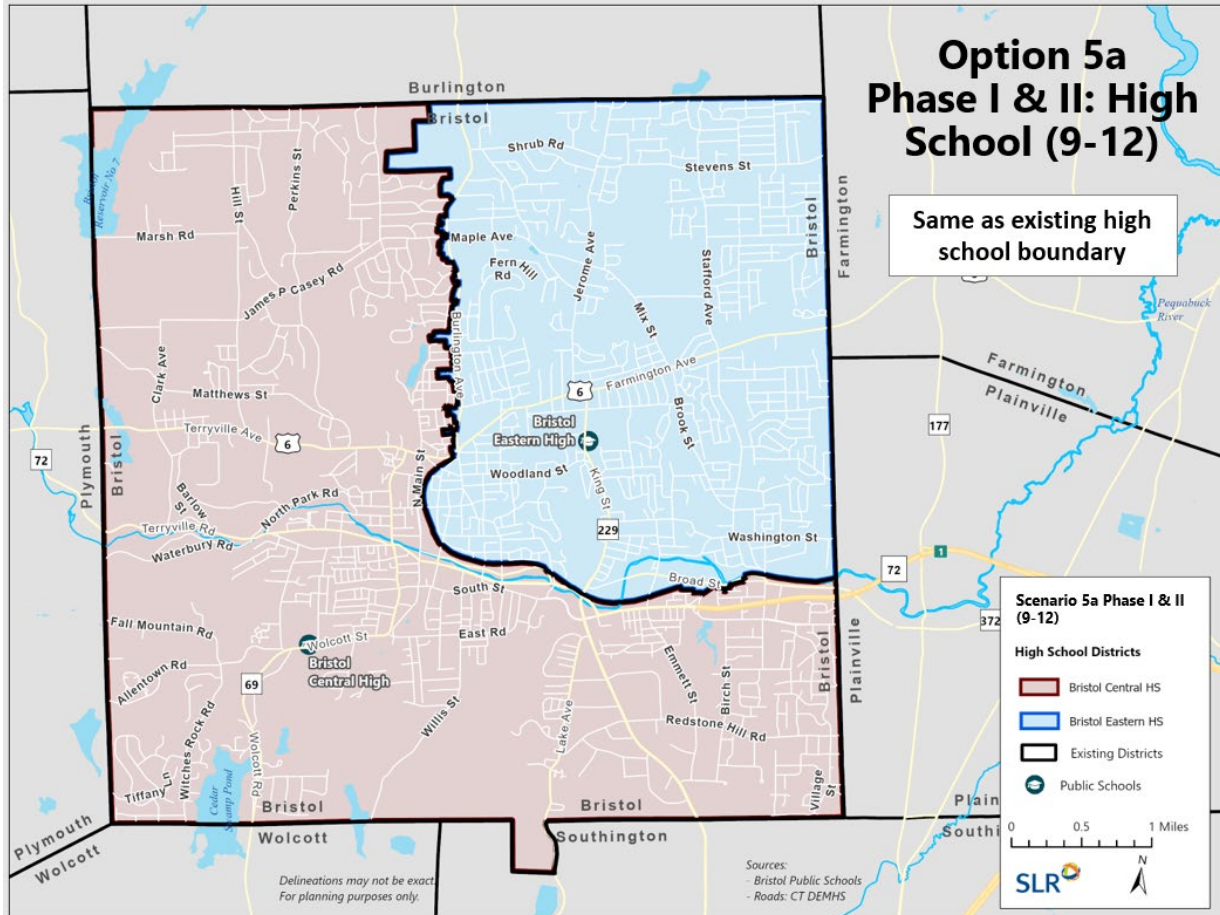 Option 5a
Phase I & II: High
School (9-12)
Same as existing high
school boundary
Burlington
Bristol
Shrub Rd
Stevens St
Perkins St
Hill St
Reservoir No 7
Marsh Rd
Maple Ave
Fern Hill
Rd
Jerome Ave
Stafford Ave
Bristol
Farmington
James P Casey Rd
Mix St
Pequabuck
River
Burlington Ave
Clark Ave
Farmington Ave
Farmington
Plainville
Matthews St
6
Brook St
Terryville Ave
6
Bristol
Eastern High
177
72
Plymouth
Bristol
Woodland St
N Main St
King St
Barlow
St
North Park Rd
229
Terryville Rd
Washington St
Waterbury Rd
72
1
South St
Broad St
372
Fall Mountain Rd
Wolcott St
East Rd
Bristol
Central High
Allentown Rd
69
Emmett St
Birch St
Bristol
Plainville
Willis St
Lake Ave
Redstone Hill Rd
Witches Rock Rd
Wolcott Rd
Tiffany Ln
Cedar
Swamp Pond
Village
St
Bristol
Wolcott
Bristol
Southington
Plymouth
Wolcott
Plain
Southi
Scenario 5a Phase I & II
(9-12)
High School Districts
Bristol Central HS
Bristol Eastern HS
Existing Districts
Public Schools
0 0.5 1 Miles
N
SLR
Delineations may not be exact.
For planning purposes only.
Sources:
- Bristol Public Schools
- Roads: CT DEMHS